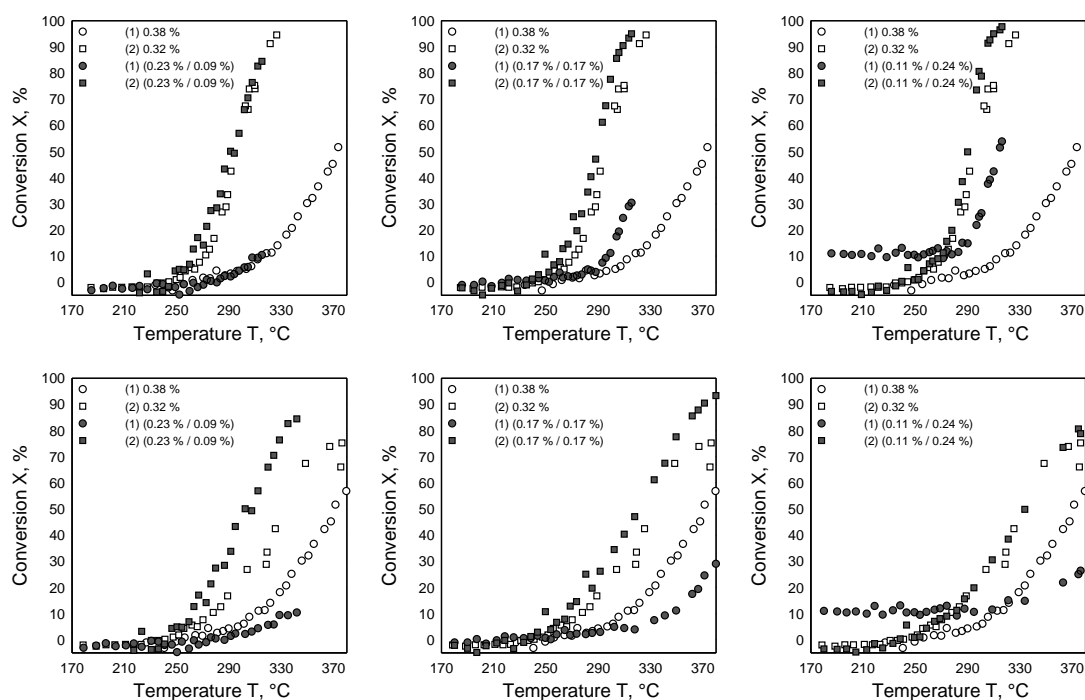 100
90
80
70
60
50
40
30
20
10
0
(1) 0.38 %
(2) 0.32 %
(1) (0.23 % / 0.09 %)
(2) (0.23 % / 0.09 %)
Conversion X, %
170 210 250 290 330 370
Temperature T, °C
100
90
80
70
60
50
40
30
20
10
0
(1) 0.38 %
(2) 0.32 %
(1) (0.17 % / 0.17 %)
(2) (0.17 % / 0.17 %)
Conversion X, %
170 210 250 290 330 370
Temperature T, °C
100
90
80
70
60
50
40
30
20
10
0
(1) 0.38 %
(2) 0.32 %
(1) (0.11 % / 0.24 %)
(2) (0.11 % / 0.24 %)
Conversion X, %
170 210 250 290 330 370
Temperature T, °C
100
90
80
70
60
50
40
30
20
10
0
(1) 0.38 %
(2) 0.32 %
(1) (0.23 % / 0.09 %)
(2) (0.23 % / 0.09 %)
Conversion X, %
170 210 250 290 330 370
Temperature T, °C
100
90
80
70
60
50
40
30
20
10
0
(1) 0.38 %
(2) 0.32 %
(1) (0.17 % / 0.17 %)
(2) (0.17 % / 0.17 %)
Conversion X, %
170 210 250 290 330 370
Temperature T, °C
100
90
80
70
60
50
40
30
20
10
0
(1) 0.38 %
(2) 0.32 %
(1) (0.11 % / 0.24 %)
(2) (0.11 % / 0.24 %)
Conversion X, %
170 210 250 290 330 370
Temperature T, °C